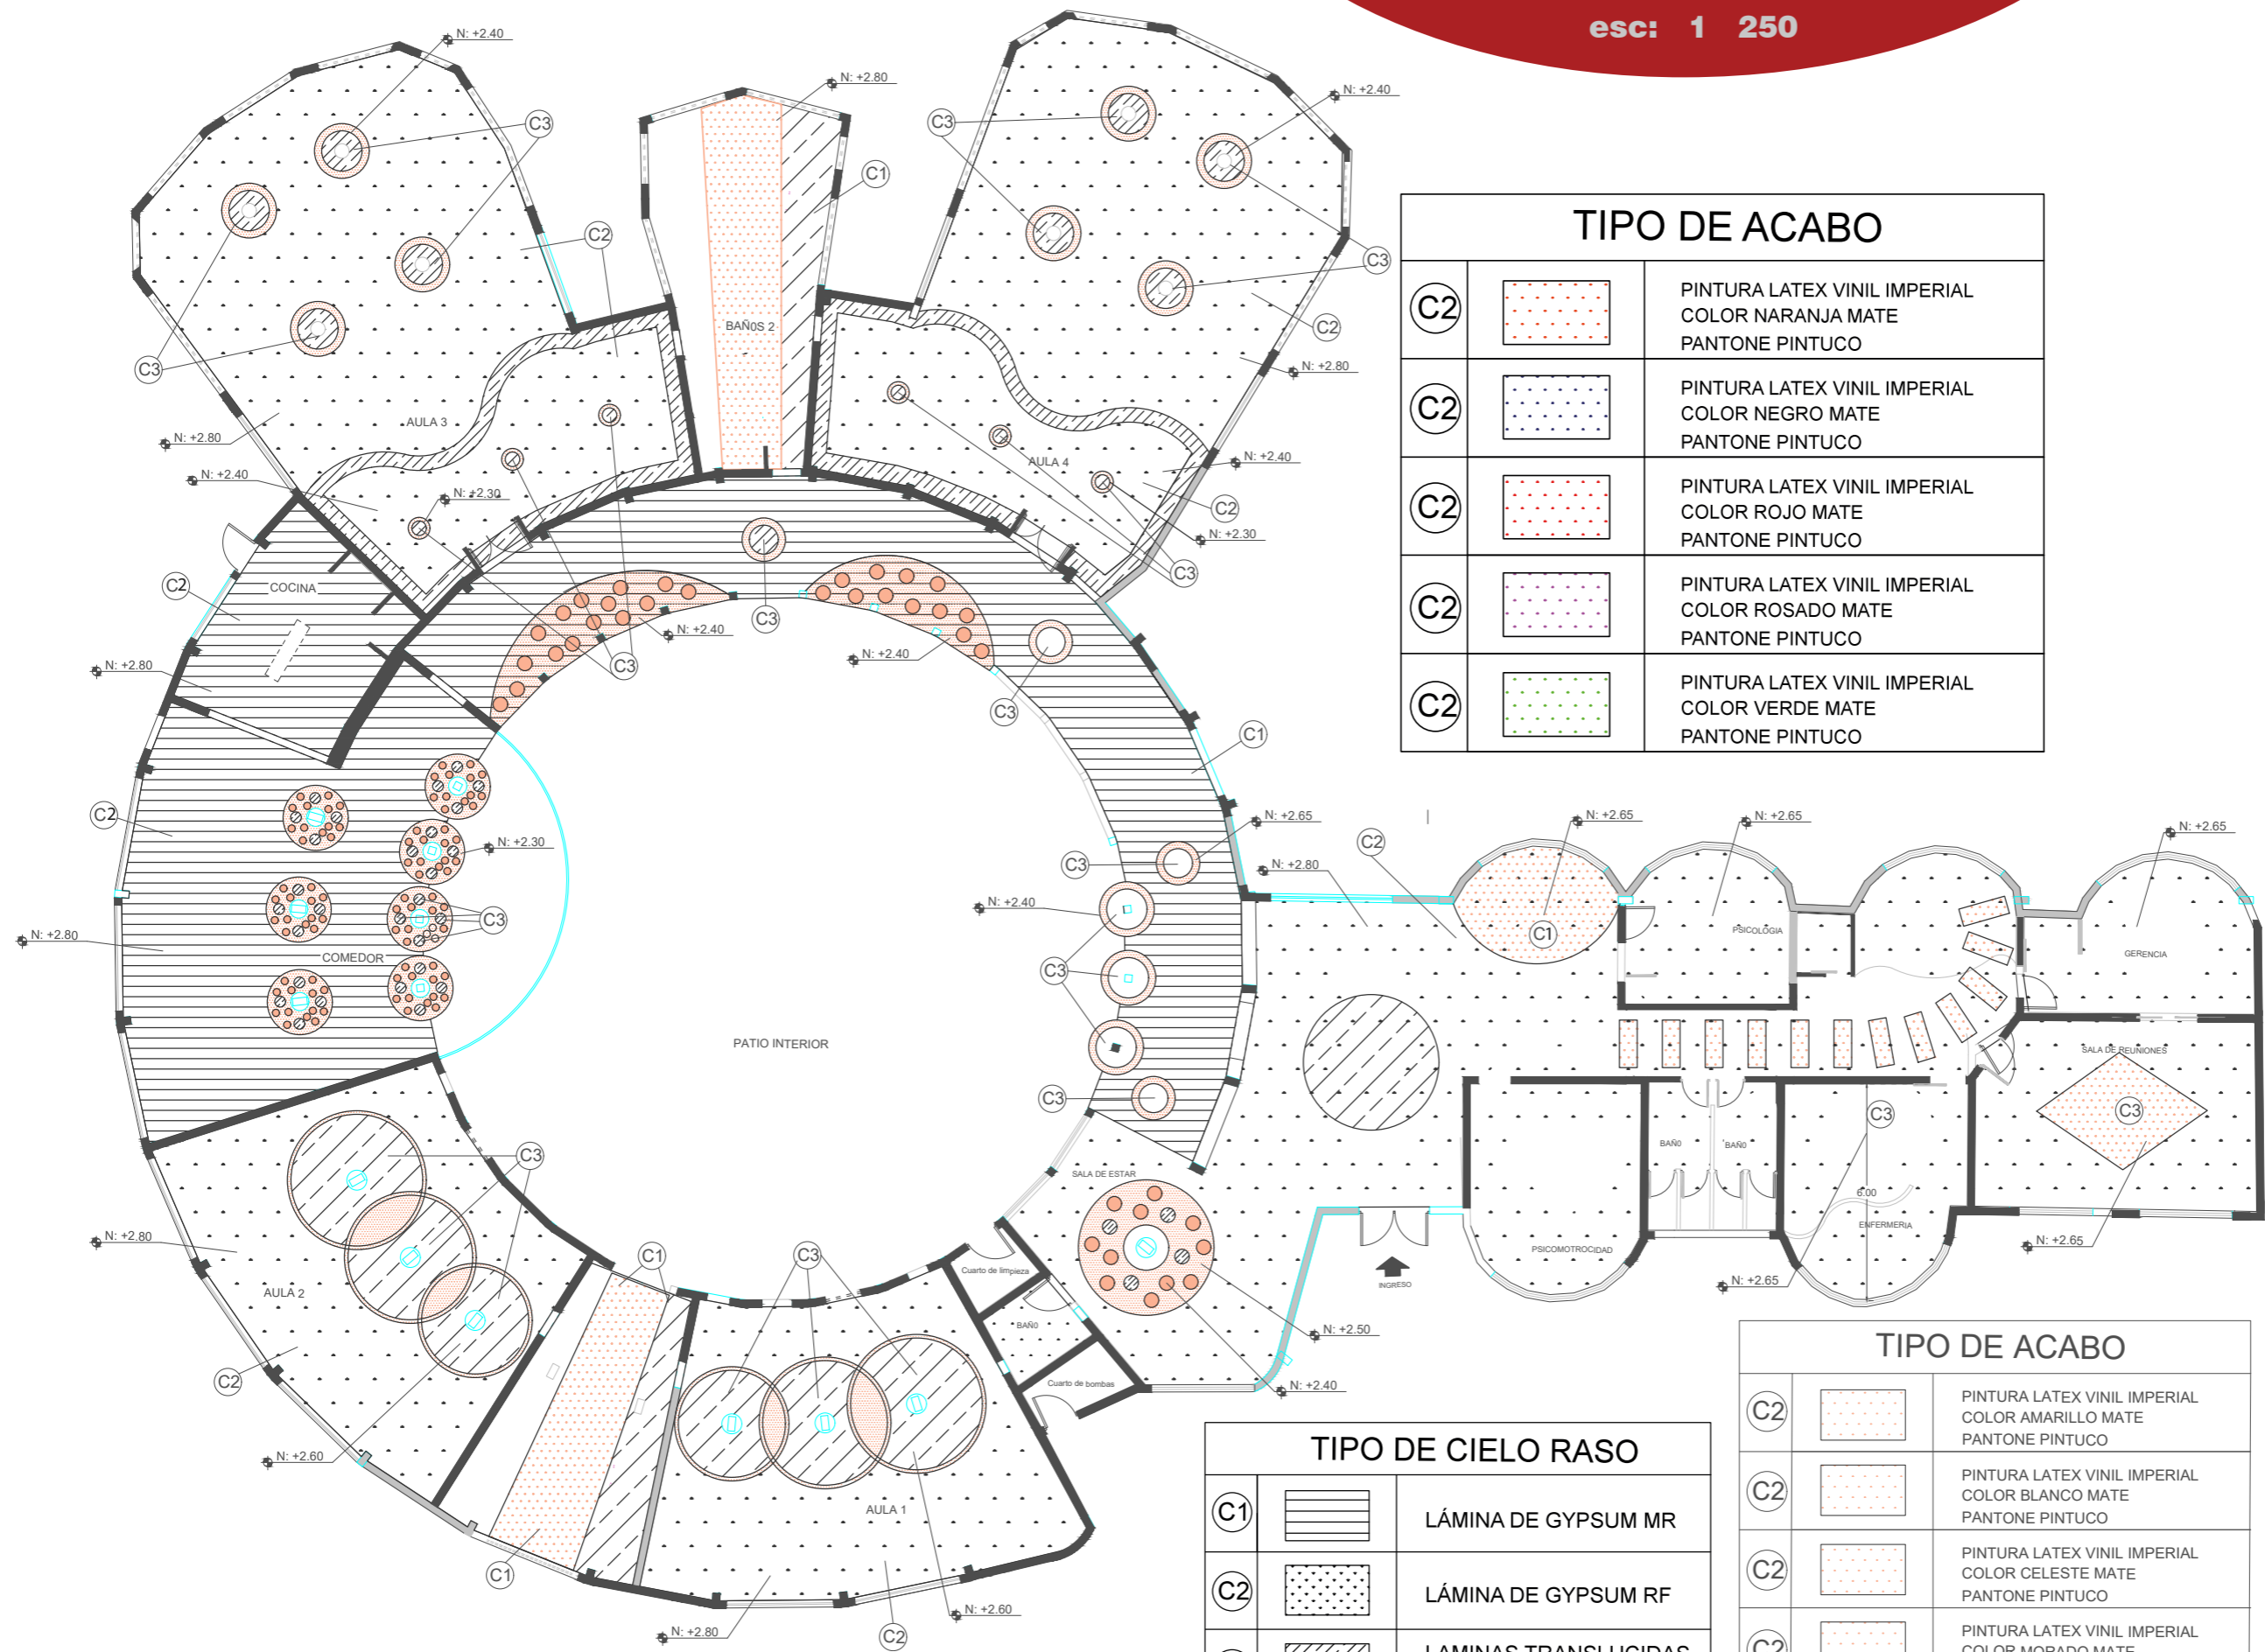 esc: 1 250
N: +2.40
N: +2.80
N: +2.40
C3
C3
C1
C2
C3
C2
C3
BAÑ0S 2
N: +2.80
AULA 3
N: +2.80
N: +2.40
N: +2.30
AULA 4
N: +2.40
C2
N: +2.30
C3
C2
COCINA
C3
N: +2.40
N: +2.40
C3
N: +2.80
C3
C1
TIPO DE ACABO
C2
PINTURA LATEX VINIL IMPERIAL
COLOR NARANJA MATE
PANTONE PINTUCO
C2
PINTURA LATEX VINIL IMPERIAL
COLOR NEGRO MATE
PANTONE PINTUCO
C2
PINTURA LATEX VINIL IMPERIAL
COLOR ROJO MATE
PANTONE PINTUCO
C2
PINTURA LATEX VINIL IMPERIAL
COLOR ROSADO MATE
PANTONE PINTUCO
C2
PINTURA LATEX VINIL IMPERIAL
COLOR VERDE MATE
PANTONE PINTUCO
C2
N: +2.30
C3
N: +2.80
COMEDOR
PATIO INTERIOR
N: +2.65
C3
N: +2.80
N: +2.40
C3
C3
C2
N: +2.65
N: +2.65
N: +2.65
C1
PSICOLOGIA
GERENCIA
SALA DE REUNIONES
C3
C3
BAÑ0
BAÑ0
SALA DE ESTAR
6.00
ENFERMERIA
PSICOMOTROCIDAD
N: +2.65
N: +2.65
INGRESO
C3
N: +2.80
AULA 2
C2
N: +2.60
C1
C3
Cuarto de limpieza
BAÑ0
Cuarto de bombas
N: +2.50
N: +2.40
AULA 1
C1
N: +2.80
C2
N: +2.60
TIPO DE CIELO RASO
C1
LÁMINA DE GYPSUM MR
C2
LÁMINA DE GYPSUM RF
LAMINAS TRANSLUCIDAS
TIPO DE ACABO
C2
PINTURA LATEX VINIL IMPERIAL
COLOR AMARILLO MATE
PANTONE PINTUCO
C2
PINTURA LATEX VINIL IMPERIAL
COLOR BLANCO MATE
PANTONE PINTUCO
C2
PINTURA LATEX VINIL IMPERIAL
COLOR CELESTE MATE
PANTONE PINTUCO
C2
PINTURA LATEX VINIL IMPERIAL
COLOR MORADO MATE